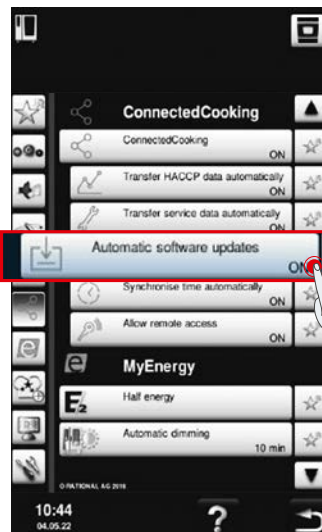 ConnectedCooking
ConnectedCooking
ON
Transfer HACCP data automatically
ON
Transfer service data automatically
ON
Automatic software updates
ON
Synchronise time automatically
ON
Allow remote access
ON
MyEnergy
E2
Half energy
Automatic dimming
10 min
© RATIONAL AG 2019
10:44
04.05.22
?